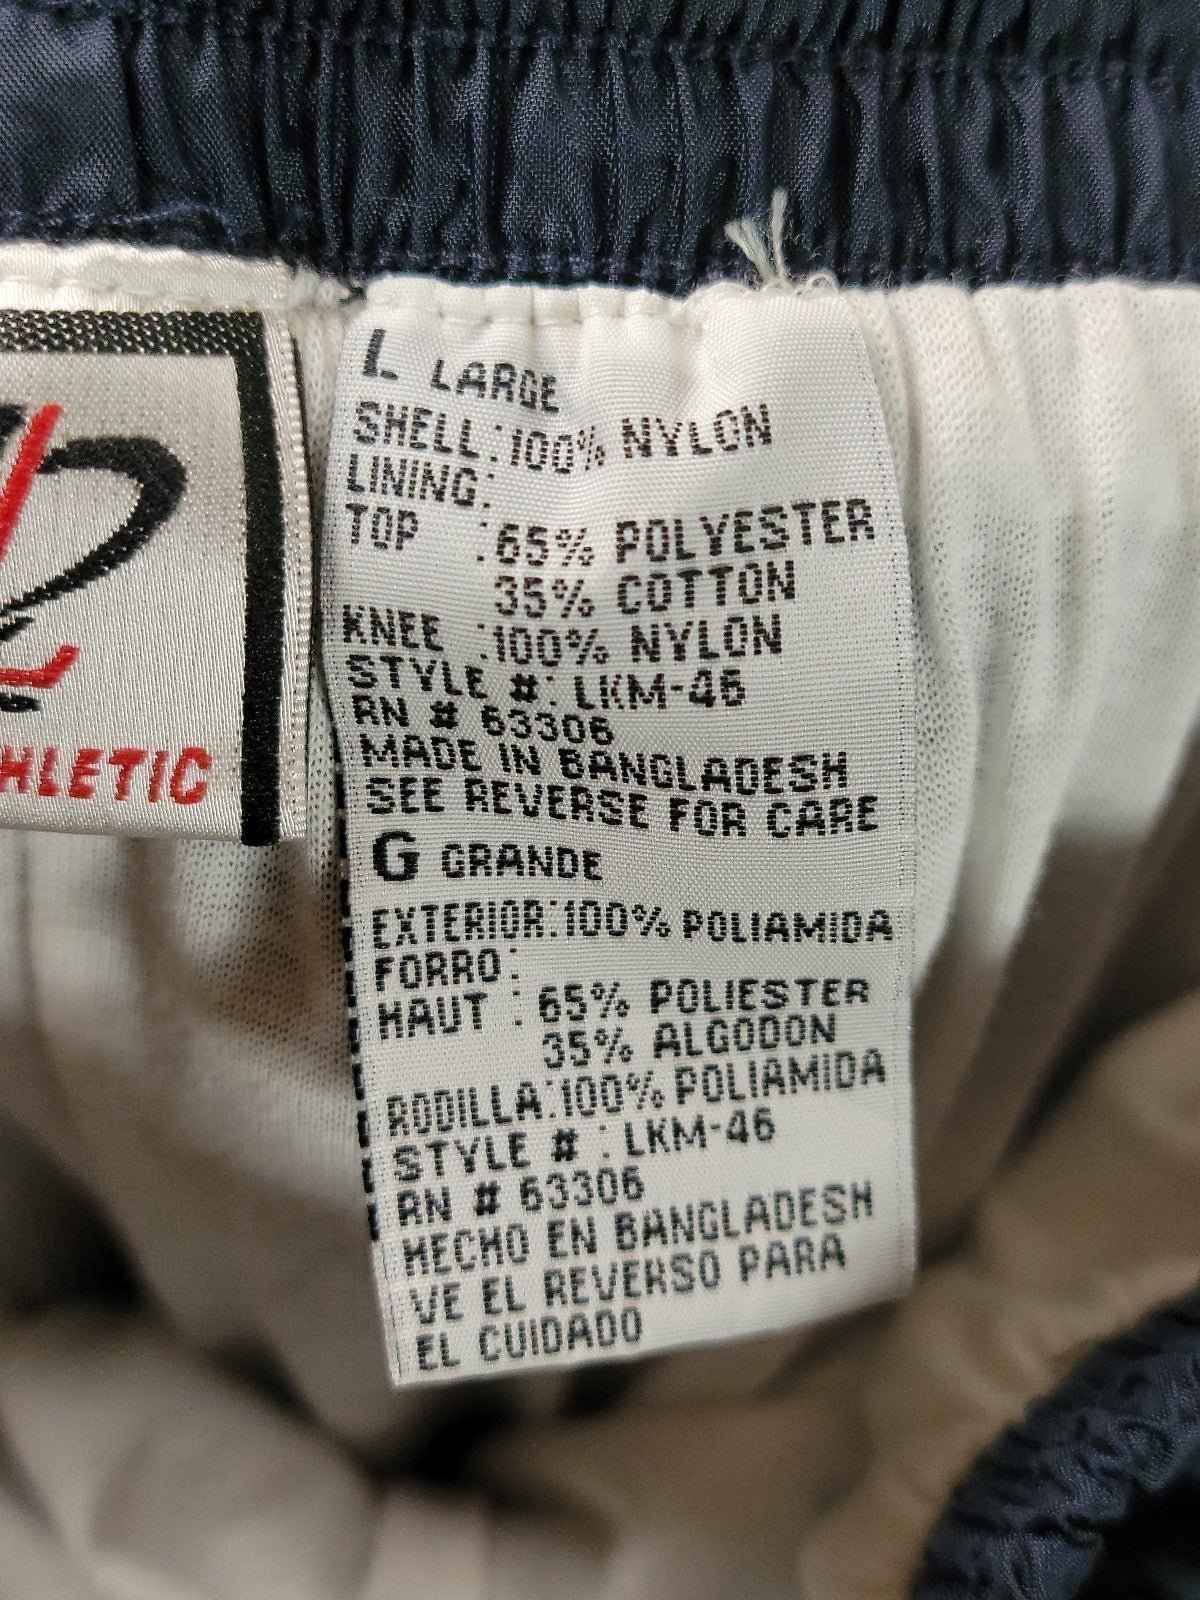 L LARGE
SHELL:100% NYLON
LINING:
TOP :65% POLYESTER
35% COTTON
KNEE :100% NYLON
STYLE #: LKM-46
RN # 63306
MADE IN BANGLADESH
SEE REVERSE FOR CARE
G GRANDE
EXTERIOR:100% POLIAMIDA
FORRO:
HAUT : 65% POLIESTER
35% ALGODON
RODILLA:100% POLIAMIDA
STYLE # : LKM-46
RN # 63306
HECHO EN BANGLADESH
VE EL REVERSO PARA
EL CUIDADO
HLETIC